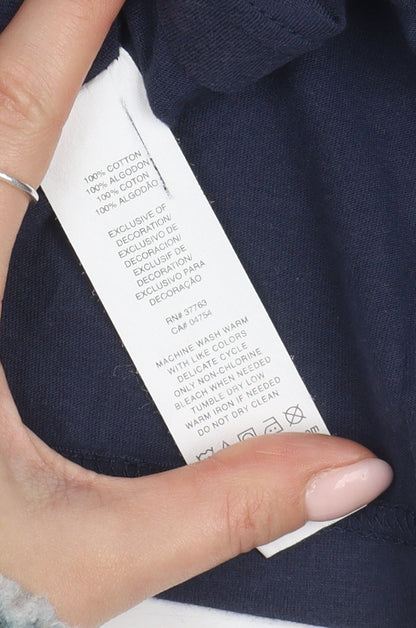 100% COTTON
100% ALGODON
100% COTON
100% ALGODÃO
EXCLUSIVE OF
DECORATION/
EXCLUSIVO DE
DECORACION/
EXCLUSIF DE
DECORATION/
EXCLUSIVO PARA
DECORAÇÃO
RN# 37763
CA# 04754
MACHINE WASH WARM
WITH LIKE COLORS
DELICATE CYCLE
ONLY NON-CHLORINE
BLEACH WHEN NEEDED
TUMBLE DRY LOW
WARM IRON IF NEEDED
DO NOT DRY CLEAN
om